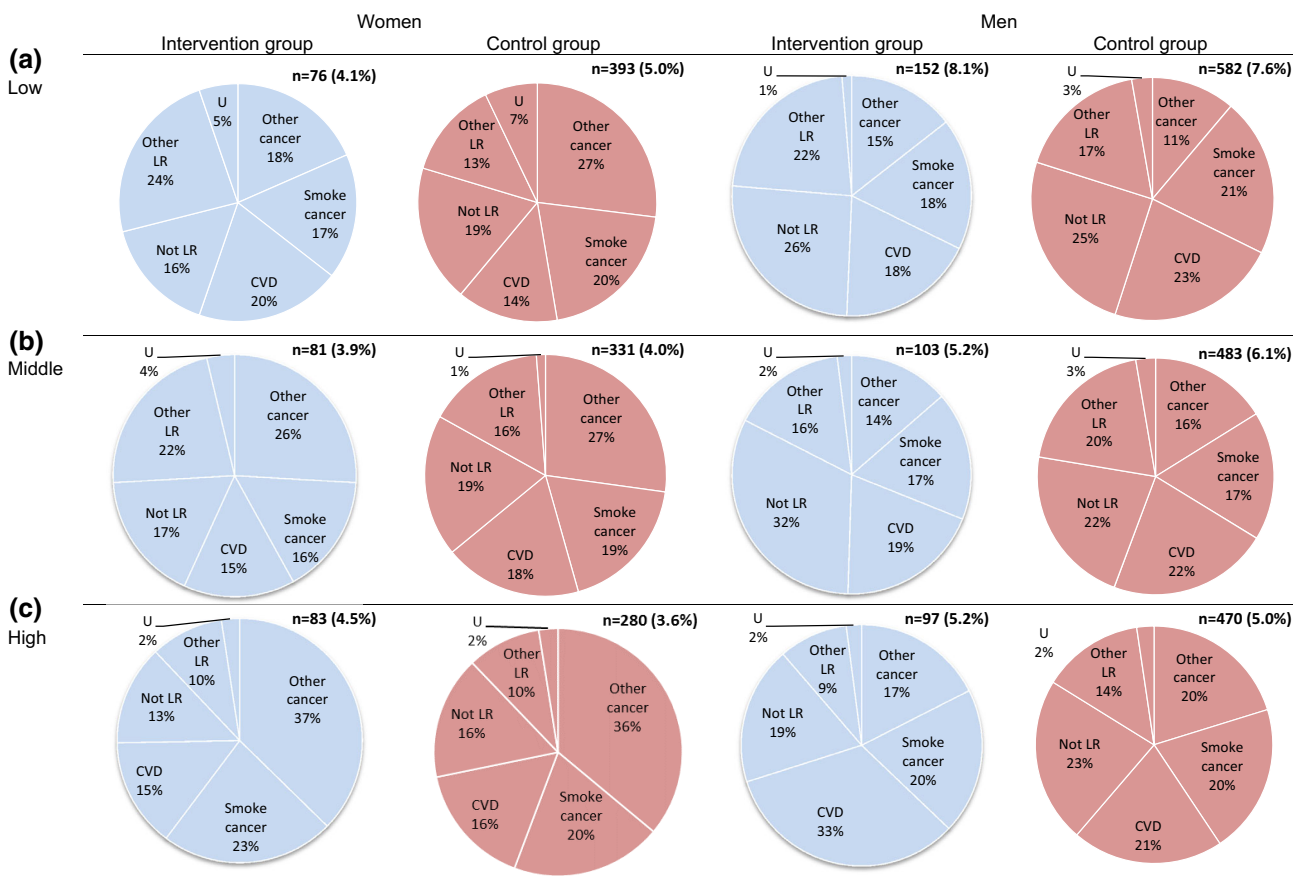 Women
Men
Intervention group
Control group
Intervention group
Control group
(a)
Low
n=76 (4.1%)
U
5%
Other
cancer
18%
Smoke
cancer
17%
CVD
20%
Not LR
16%
Other
LR
24%
n=393 (5.0%)
U
7%
Other
cancer
27%
Smoke
cancer
20%
CVD
14%
Not LR
19%
Other
LR
13%
n=152 (8.1%)
U
1%
Other
cancer
15%
Smoke
cancer
18%
CVD
18%
Not LR
26%
Other
LR
22%
n=582 (7.6%)
U
3%
Other
cancer
11%
Smoke
cancer
21%
CVD
23%
Not LR
25%
Other
LR
17%
(b)
Middle
n=81 (3.9%)
U
4%
Other
cancer
26%
Smoke
cancer
16%
CVD
15%
Not LR
17%
Other
LR
22%
n=331 (4.0%)
U
1%
Other
cancer
27%
Smoke
cancer
19%
CVD
18%
Not LR
19%
Other
LR
16%
n=103 (5.2%)
U
2%
Other
cancer
14%
Smoke
cancer
17%
CVD
19%
Not LR
32%
Other
LR
16%
n=483 (6.1%)
U
3%
Other
cancer
16%
Smoke
cancer
17%
CVD
22%
Not LR
22%
Other
LR
20%
(c)
High
n=83 (4.5%)
U
2%
Other
cancer
37%
Smoke
cancer
23%
CVD
15%
Not LR
13%
Other
LR
10%
n=280 (3.6%)
U
2%
Other
cancer
36%
Smoke
cancer
20%
CVD
16%
Not LR
16%
Other
LR
10%
n=97 (5.2%)
U
2%
Other
cancer
17%
Smoke
cancer
20%
CVD
33%
Not LR
19%
Other
LR
9%
n=470 (5.0%)
U
2%
Other
cancer
20%
Smoke
cancer
20%
CVD
21%
Not LR
23%
Other
LR
14%